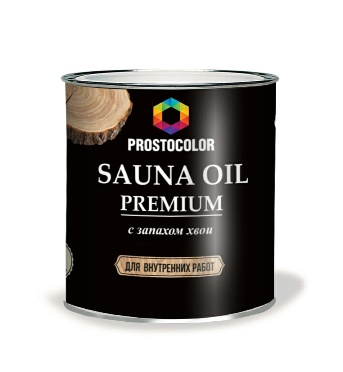 PROSTOCOLOR
SAUNA OIL
PREMIUM
с запахом хвои
ДЛЯ ВНУТРЕННИХ РАБОТ